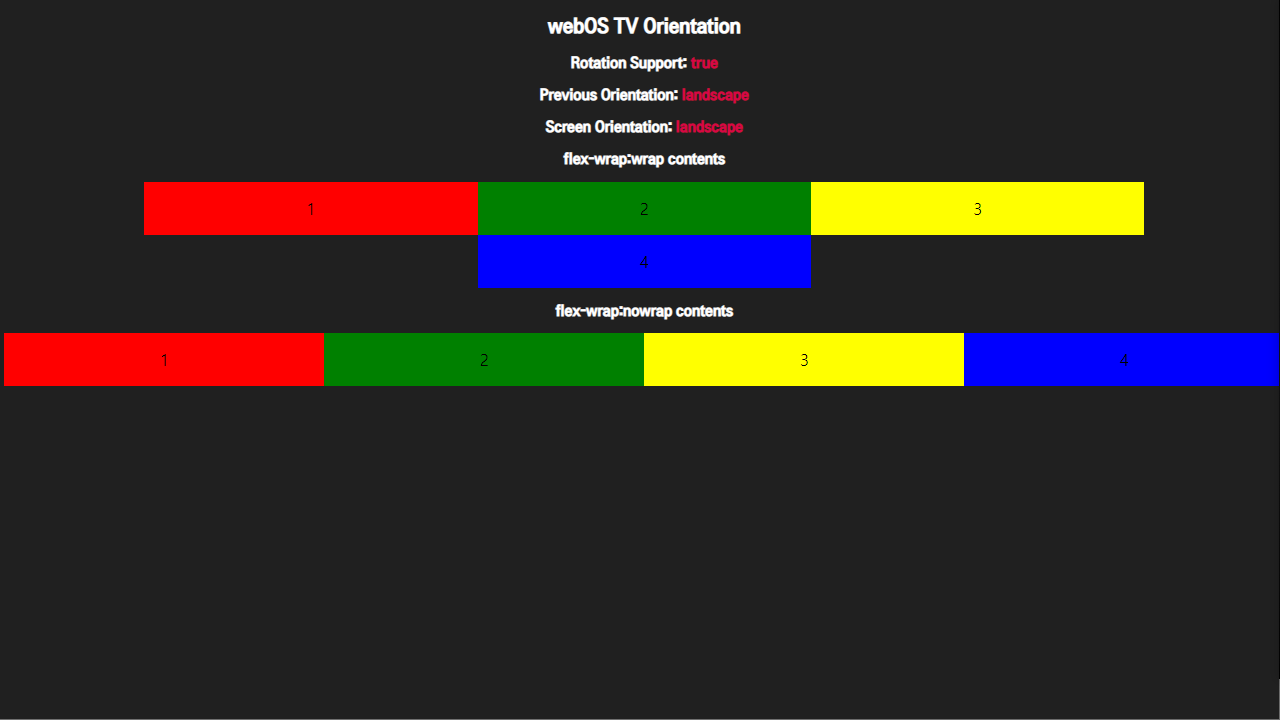 webOS TV Orientation
Rotation Support: true
Previous Orientation: landscape
Screen Orientation: landscape
flex-wrap:wrap contents
1 2 3
4
flex-wrap:nowrap contents
1 2 3 4